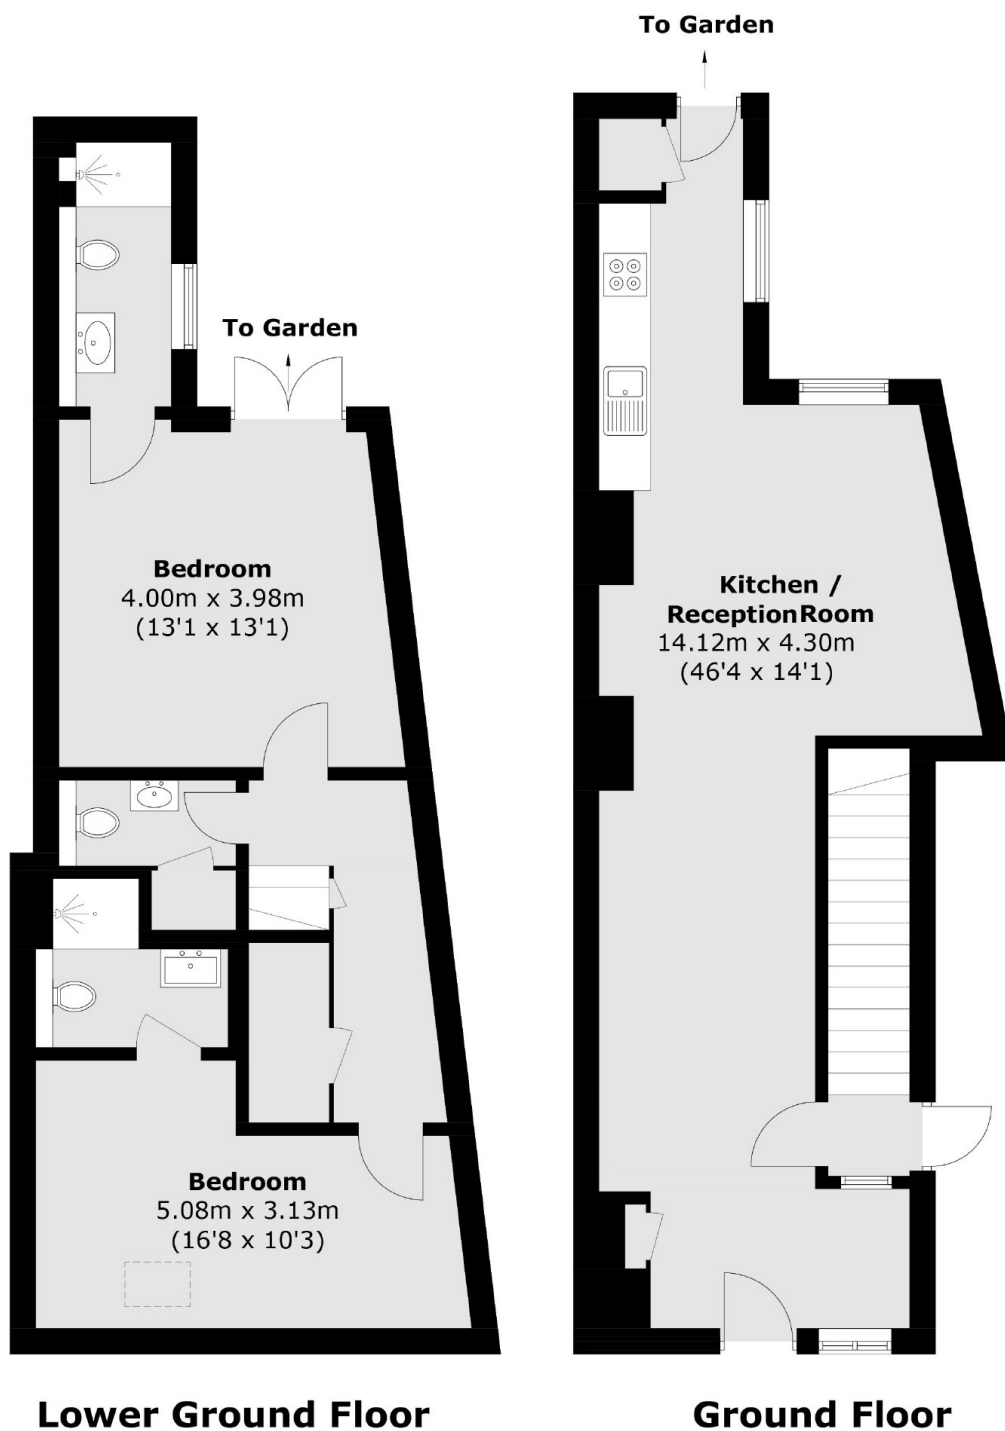 To Garden
To Garden
Bedroom
4.00m x 3.98m
(13'1 x 13'1)
Kitchen /
ReceptionRoom
14.12m x 4.30m
(46'4 x 14'1)
Bedroom
5.08m x 3.13m
(16'8 x 10'3)
Lower Ground Floor
Ground Floor